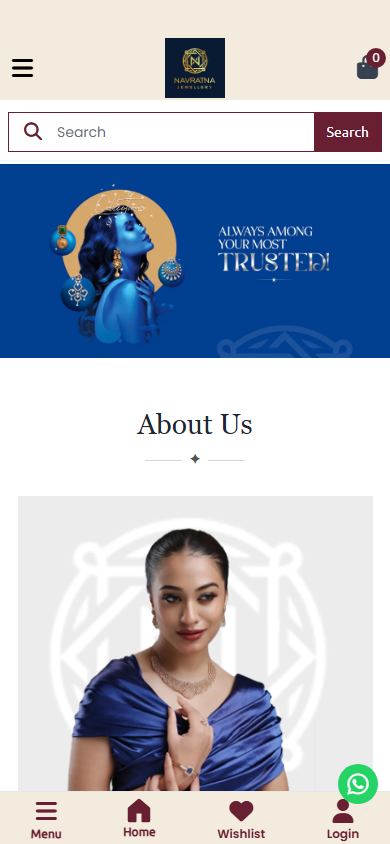 0
NAVRATNA
JEWELLERY
Search Search
ALWAYS AMONG
YOUR MOST
TRUSTED!
About Us
Menu Home Wishlist Login